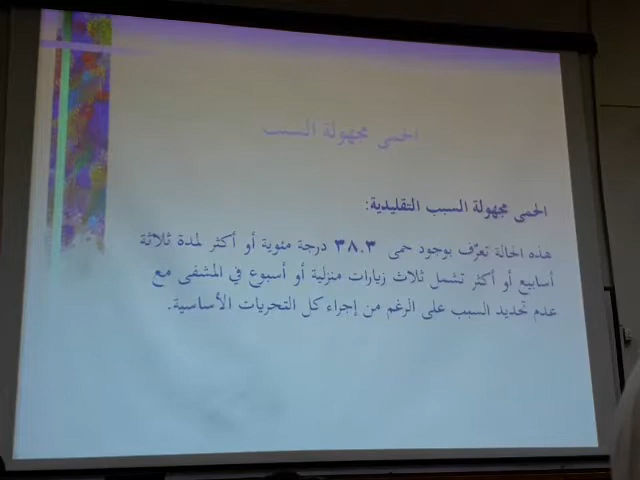 الحمى مجهولة السبب
الحمى مجهولة السبب التقليدية:
هذه الحالة تعرّف بوجود حمى ٣٨.٣ درجة مئوية أو أكثر لمدة ثلاثة
أسابيع أو أكثر تشمل ثلاث زيارات منزلية أو أسبوع في المشفى مع
عدم تحديد السبب على الرغم من إجراء كل التحريات الأساسية.